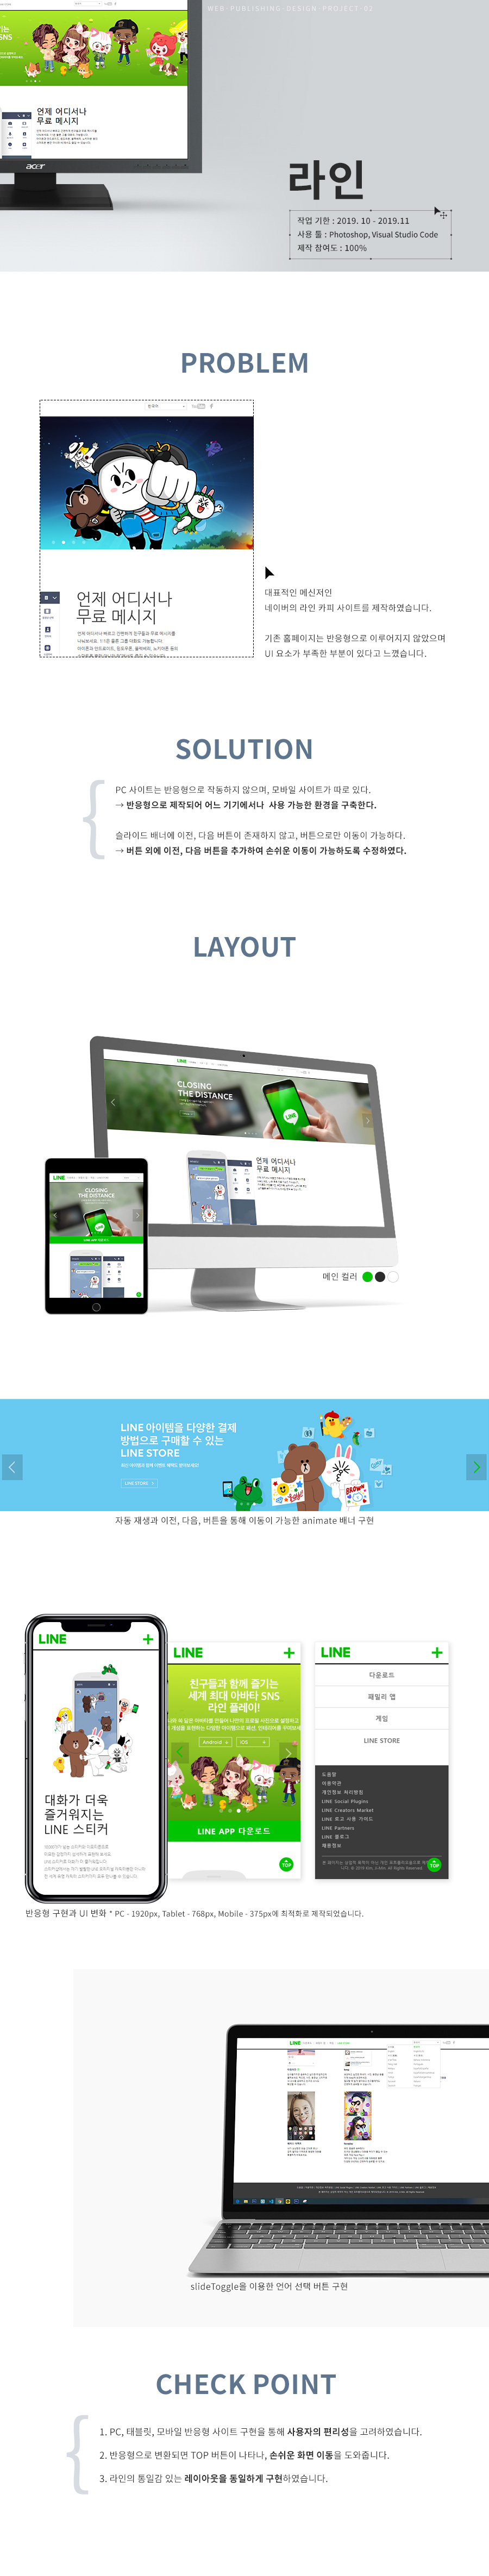 WEB·PUBLISHING·DESIGN·PROJECT·02
언제 어디서나
무료 메시지
acer
라인
작업 기한 : 2019. 10 - 2019.11
사용 툴 : Photoshop, Visual Studio Code
제작 참여도 : 100%
PROBLEM
한국어
언제 어디서나
무료 메시지
대표적인 메신저인
네이버의 라인 카피 사이트를 제작하였습니다.
기존 홈페이지는 반응형으로 이루어지지 않았으며
UI 요소가 부족한 부분이 있다고 느꼈습니다.
SOLUTION
PC 사이트는 반응형으로 작동하지 않으며, 모바일 사이트가 따로 있다.
→ 반응형으로 제작되어 어느 기기에서나 사용 가능한 환경을 구축한다.
슬라이드 배너에 이전, 다음 버튼이 존재하지 않고, 버튼으로만 이동이 가능하다.
→ 버튼 외에 이전, 다음 버튼을 추가하여 손쉬운 이동이 가능하도록 수정하였다.
LAYOUT
LINE
CLOSING
THE DISTANCE
LINE
언제 어디서나
무료 메시지
LINE
CLOSING
THE DISTANCE
메인 컬러
LINE 아이템을 다양한 결제
방법으로 구매할 수 있는
LINE STORE
LINE STORE
BROWN
자동 재생과 이전, 다음, 버튼을 통해 이동이 가능한 animate 배너 구현
LINE
대화가 더욱
즐거워지는
LINE 스티커
LINE
친구들과 함께 즐기는
세계 최대 아바타 SNS
라인 플레이!
Android
iOS
LINE APP 다운로드
TOP
LINE
다운로드
패밀리 앱
게임
LINE STORE
도움말
이용약관
개인정보 처리방침
LINE Social Plugins
LINE Creators Market
LINE 로고 사용 가이드
LINE Partners
LINE 블로그
채용정보
TOP
반응형 구현과 UI 변화 * PC - 1920px, Tablet - 768px, Mobile - 375px에 최적화로 제작되었습니다.
LINE
slideToggle을 이용한 언어 선택 버튼 구현
CHECK POINT
1. PC, 태블릿, 모바일 반응형 사이트 구현을 통해 사용자의 편리성을 고려하였습니다.
2. 반응형으로 변환되면 TOP 버튼이 나타나, 손쉬운 화면 이동을 도와줍니다.
3. 라인의 통일감 있는 레이아웃을 동일하게 구현하였습니다.